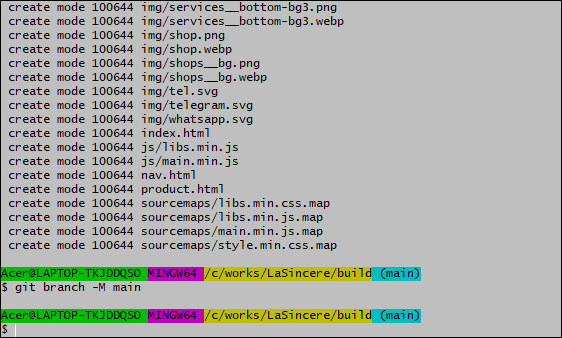 create mode 100644 img/services__bottom-bg3.png
create mode 100644 img/services__bottom-bg3.webp
create mode 100644 img/shop.png
create mode 100644 img/shop.webp
create mode 100644 img/shops__bg.png
create mode 100644 img/shops__bg.webp
create mode 100644 img/tel.svg
create mode 100644 img/telegram.svg
create mode 100644 img/whatsapp.svg
create mode 100644 index.html
create mode 100644 js/libs.min.js
create mode 100644 js/main.min.js
create mode 100644 nav.html
create mode 100644 product.html
create mode 100644 sourcemaps/libs.min.css.map
create mode 100644 sourcemaps/libs.min.js.map
create mode 100644 sourcemaps/main.min.js.map
create mode 100644 sourcemaps/style.min.css.map
Acer@LAPTOP-TKJDDQSO MINGW64 /c/works/LaSincere/build (main)
$ git branch -M main
Acer@LAPTOP-TKJDDQSO MINGW64 /c/works/LaSincere/build (main)
$